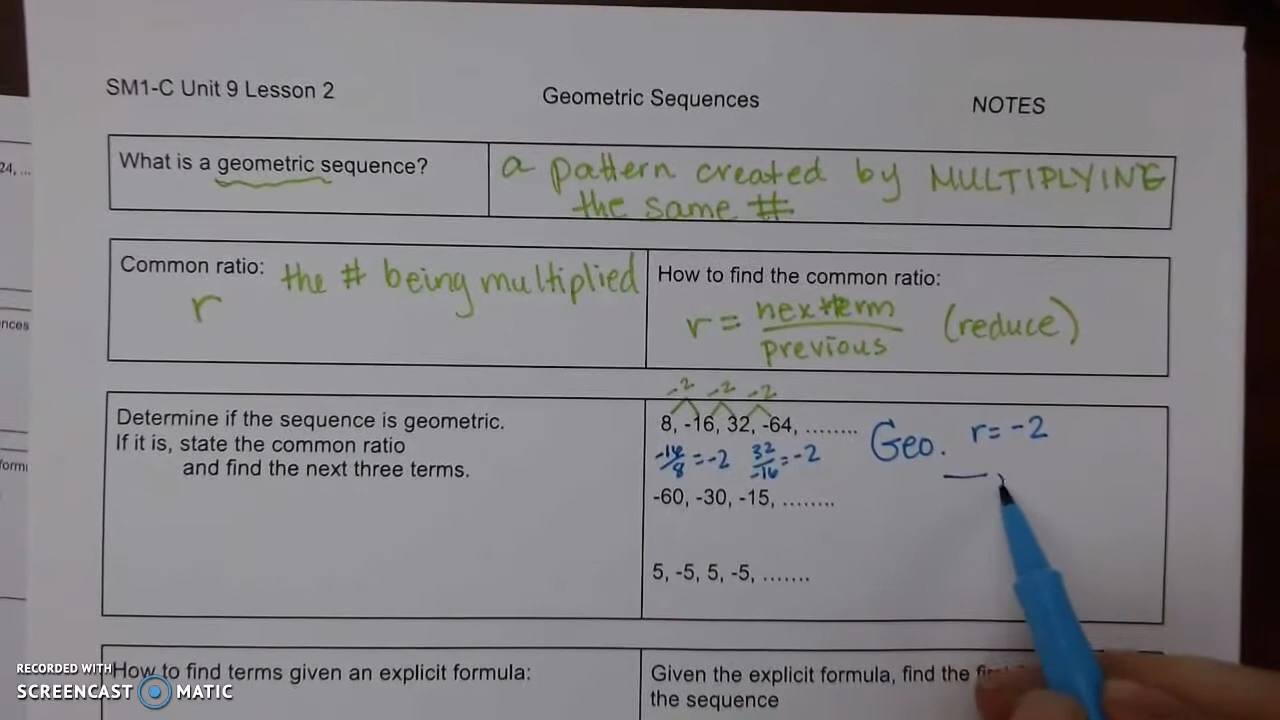 SM1-C Unit 9 Lesson 2 Geometric Sequences NOTES
24, ...
What is a geometric sequence?
a pattern created by MULTIPLYING
the same #
Common ratio: the # being multiplied
r
How to find the common ratio:
r = next term / previous (reduce)
nces
Determine if the sequence is geometric.
If it is, state the common ratio
and find the next three terms.
-2 -2 -2
8, -16, 32, -64, ........ Geo. r = -2
-16/8 = -2 32/-16 = -2
-60, -30, -15, ........
5, -5, 5, -5, .......
How to find terms given an explicit formula:
Given the explicit formula, find the
the sequence
RECORDED WITH
SCREENCAST MATIC